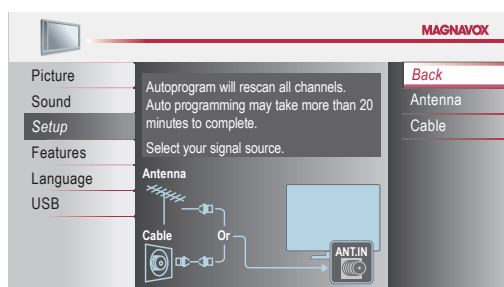 MAGNAVOX
Picture
Sound
Setup
Features
Language
USB
Autoprogram will rescan all channels.
Auto programming may take more than 20
minutes to complete.
Select your signal source.
Antenna
Cable
Or
ANT.IN
Back
Antenna
Cable